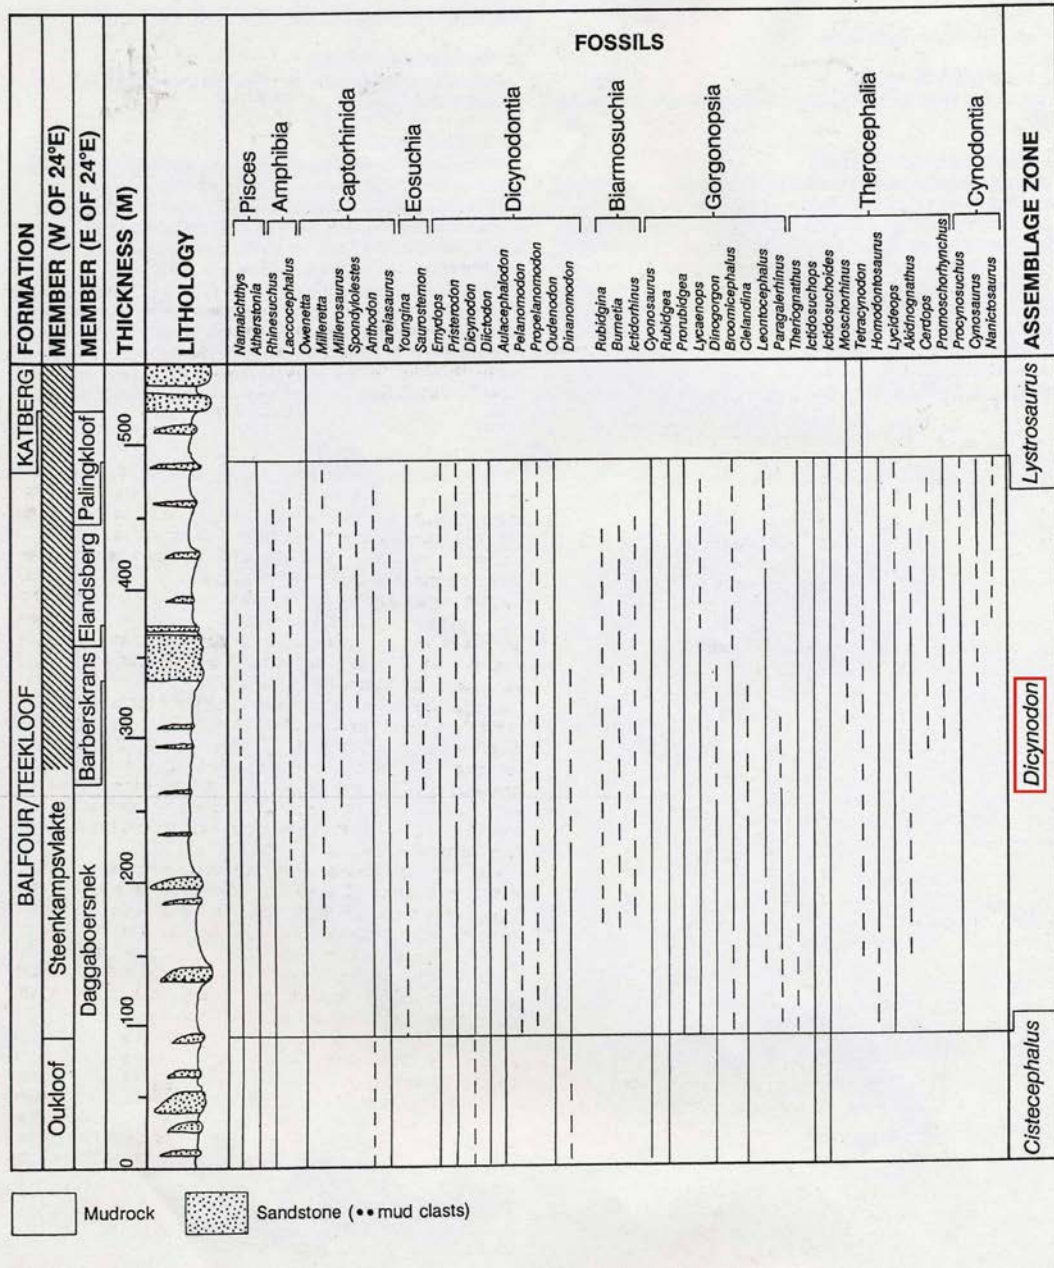 FORMATION
MEMBER (W OF 24°E)
MEMBER (E OF 24°E)
THICKNESS (M)
LITHOLOGY
FOSSILS
ASSEMBLAGE ZONE
BALFOUR/TEEKLOOF
KATBERG
Oukloof
Steenkampsvlakte
Daggaboersnek
Barberskrans
Elandsberg
Palingkloof
0
100
200
300
400
500
Pisces
Amphibia
Captorhinida
Eosuchia
Dicynodontia
Biarmosuchia
Gorgonopsia
Therocephalia
Cynodontia
Namaichthys
Atherstonia
Rhinesuchus
Laccocephalus
Owenetta
Milleretta
Millerosaurus
Spondylolestes
Anthodon
Pareiasaurus
Youngina
Saurosternon
Emydops
Pristerodon
Dicynodon
Diictodon
Aulacephalodon
Pelanomodon
Propelanomodon
Oudenodon
Dinanomodon
Rubidgina
Burnetia
Ictidorhinus
Cyonosaurus
Rubidgea
Prorubidgea
Lycaenops
Dinogorgon
Broomicephalus
Clelandina
Leontocephalus
Paragalerhinus
Theriognathus
Ictidosuchops
Ictidosuchoides
Moschorhinus
Tetracynodon
Homodontosaurus
Lycideops
Akidnognathus
Cerdops
Promoschorhynchus
Procynosuchus
Cynosaurus
Nanictosaurus
Cistecephalus
Dicynodon
Lystrosaurus
Mudrock
Sandstone (•• mud clasts)